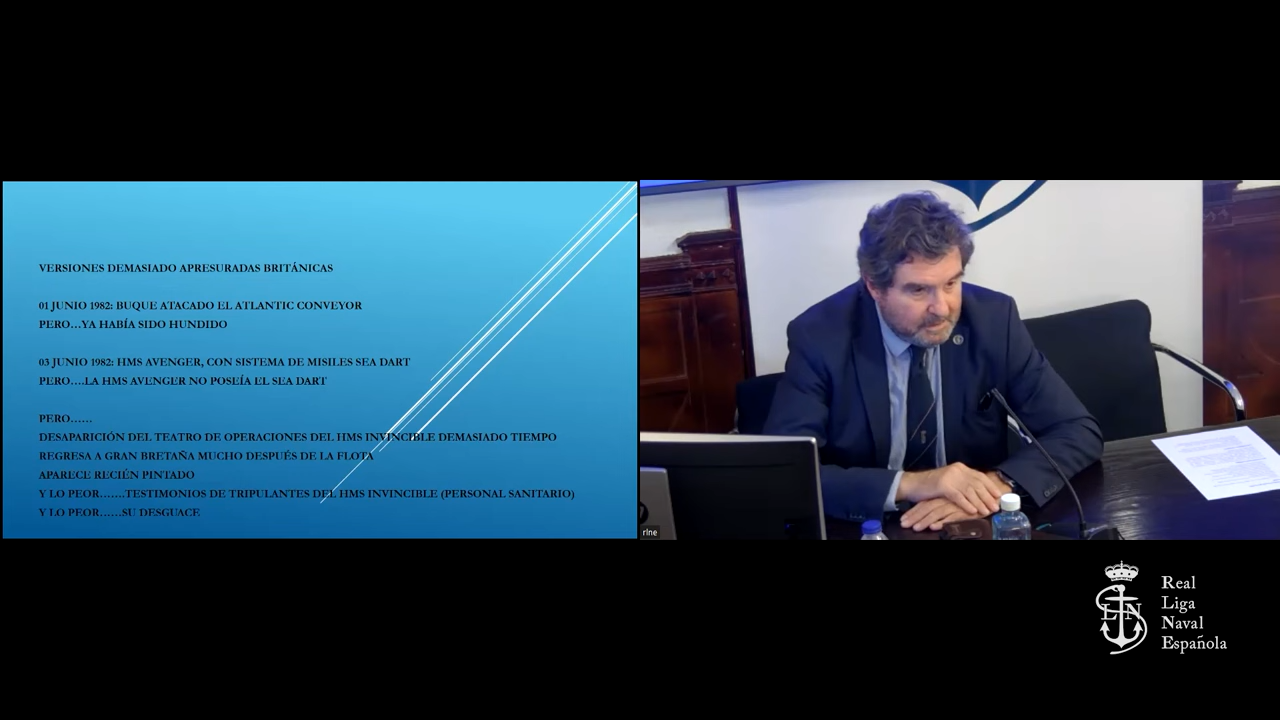 VERSIONES DEMASIADO APRESURADAS BRITÁNICAS
01 JUNIO 1982: BUQUE ATACADO EL ATLANTIC CONVEYOR
PERO...YA HABÍA SIDO HUNDIDO
03 JUNIO 1982: HMS AVENGER, CON SISTEMA DE MISILES SEA DART
PERO....LA HMS AVENGER NO POSEÍA EL SEA DART
PERO......
DESAPARICIÓN DEL TEATRO DE OPERACIONES DEL HMS INVINCIBLE DEMASIADO TIEMPO
REGRESA A GRAN BRETAÑA MUCHO DESPUÉS DE LA FLOTA
APARECE RECIÉN PINTADO
Y LO PEOR.......TESTIMONIOS DE TRIPULANTES DEL HMS INVINCIBLE (PERSONAL SANITARIO)
Y LO PEOR......SU DESGUACE
rlne
LN
Real
Liga
Naval
Española